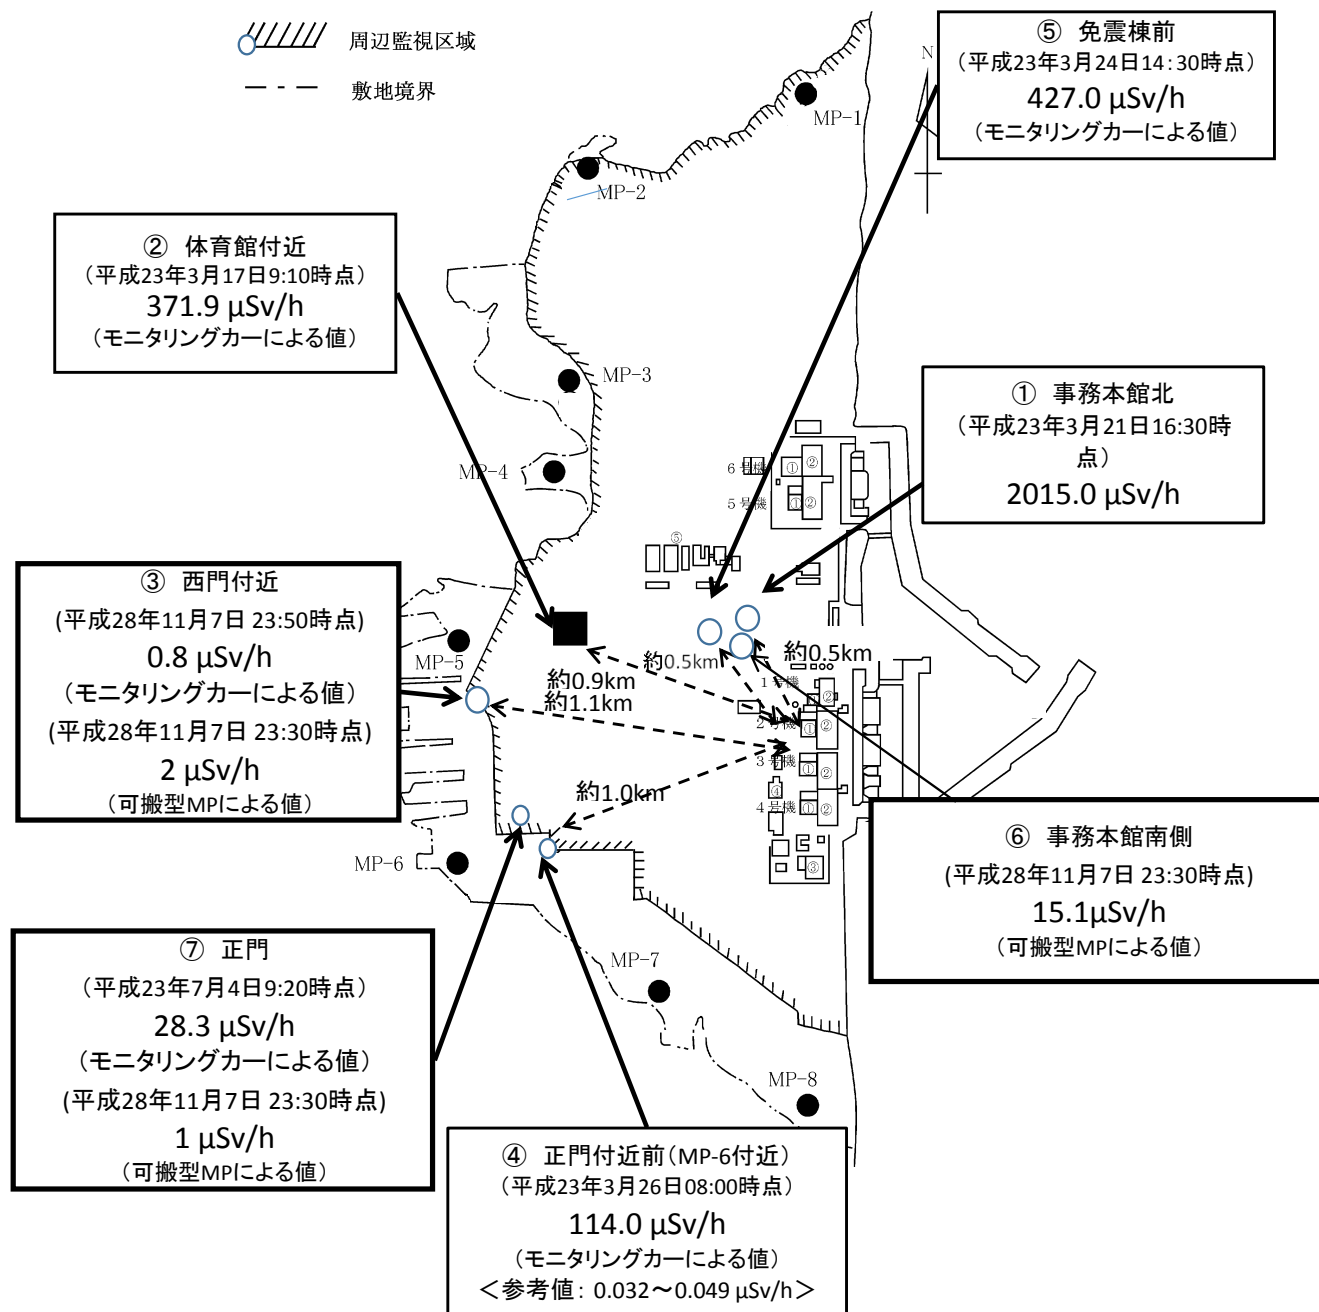 周辺監視区域
敷地境界
⑤ 免震棟前
（平成23年3月24日14：30時点）
427.0 μSv/h
（モニタリングカーによる値）
N
MP-1
MP-2
② 体育館付近
（平成23年3月17日9:10時点）
371.9 μSv/h
（モニタリングカーによる値）
MP-3
① 事務本館北
（平成23年3月21日16:30時
点）
2015.0 μSv/h
MP-4
6号機
① ②
5号機
① ②
⑤
③ 西門付近
(平成28年11月7日 23:50時点)
0.8 μSv/h
（モニタリングカーによる値）
(平成28年11月7日 23:30時点)
2 μSv/h
（可搬型MPによる値）
MP-5
約0.5km
約0.5km
約0.9km
約1.1km
1号機
②
2号機
① ②
3号機
① ②
④
4号機
① ②
③
約1.0km
MP-6
⑥ 事務本館南側
(平成28年11月7日 23:30時点)
15.1μSv/h
（可搬型MPによる値）
⑦ 正門
（平成23年7月4日9:20時点）
28.3 μSv/h
（モニタリングカーによる値）
(平成28年11月7日 23:30時点)
1 μSv/h
（可搬型MPによる値）
MP-7
MP-8
④ 正門付近前（MP-6付近）
（平成23年3月26日08:00時点）
114.0 μSv/h
（モニタリングカーによる値）
＜参考値：0.032～0.049 μSv/h＞